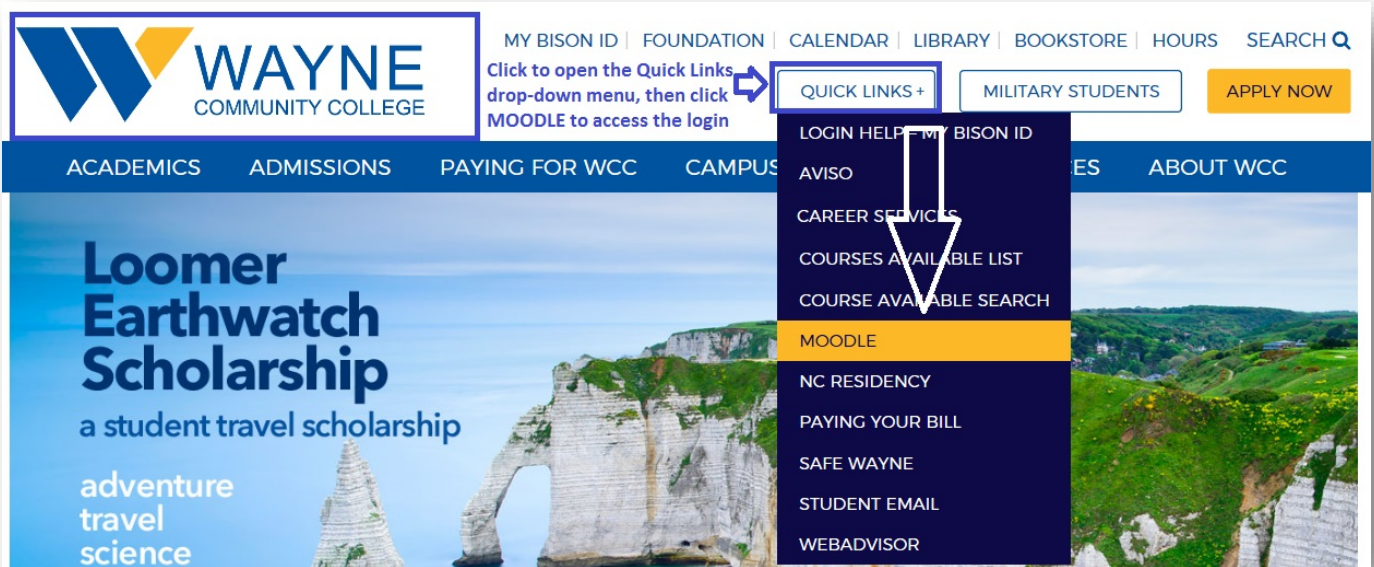 WAYNE
COMMUNITY COLLEGE
MY BISON ID | FOUNDATION | CALENDAR | LIBRARY | BOOKSTORE | HOURS SEARCH
Click to open the Quick Links
drop-down menu, then click
MOODLE to access the login
QUICK LINKS +
MILITARY STUDENTS
APPLY NOW
ACADEMICS ADMISSIONS PAYING FOR WCC CAMPUS ES ABOUT WCC
LOGIN HELP – MY BISON ID
AVISO
CAREER SERVICES
COURSES AVAILABLE LIST
COURSE AVAILABLE SEARCH
MOODLE
NC RESIDENCY
PAYING YOUR BILL
SAFE WAYNE
STUDENT EMAIL
WEBADVISOR
Loomer
Earthwatch
Scholarship
a student travel scholarship
adventure
travel
science